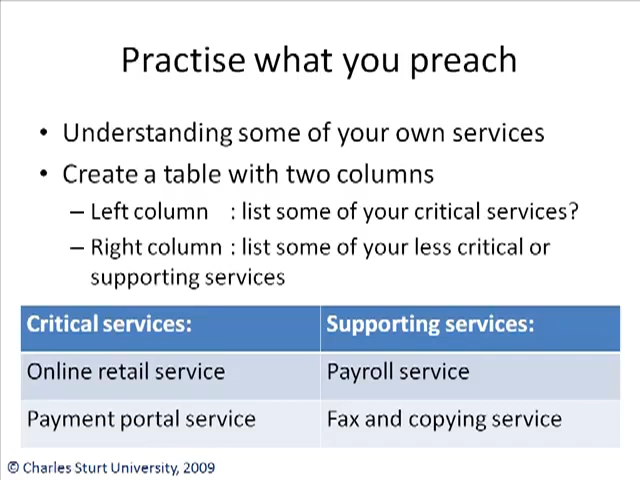 Practise what you preach
• Understanding some of your own services
• Create a table with two columns
– Left column : list some of your critical services?
– Right column : list some of your less critical or
supporting services
Critical services: Supporting services:
Online retail service Payroll service
Payment portal service Fax and copying service
© Charles Sturt University, 2009